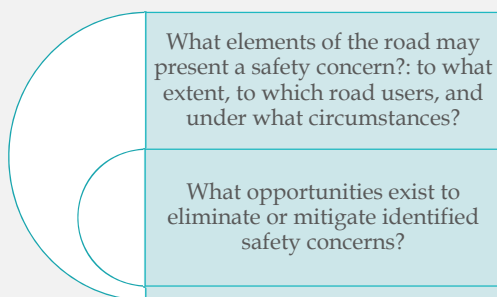 What elements of the road may
present a safety concern?: to what
extent, to which road users, and
under what circumstances?
What opportunities exist to
eliminate or mitigate identified
safety concerns?